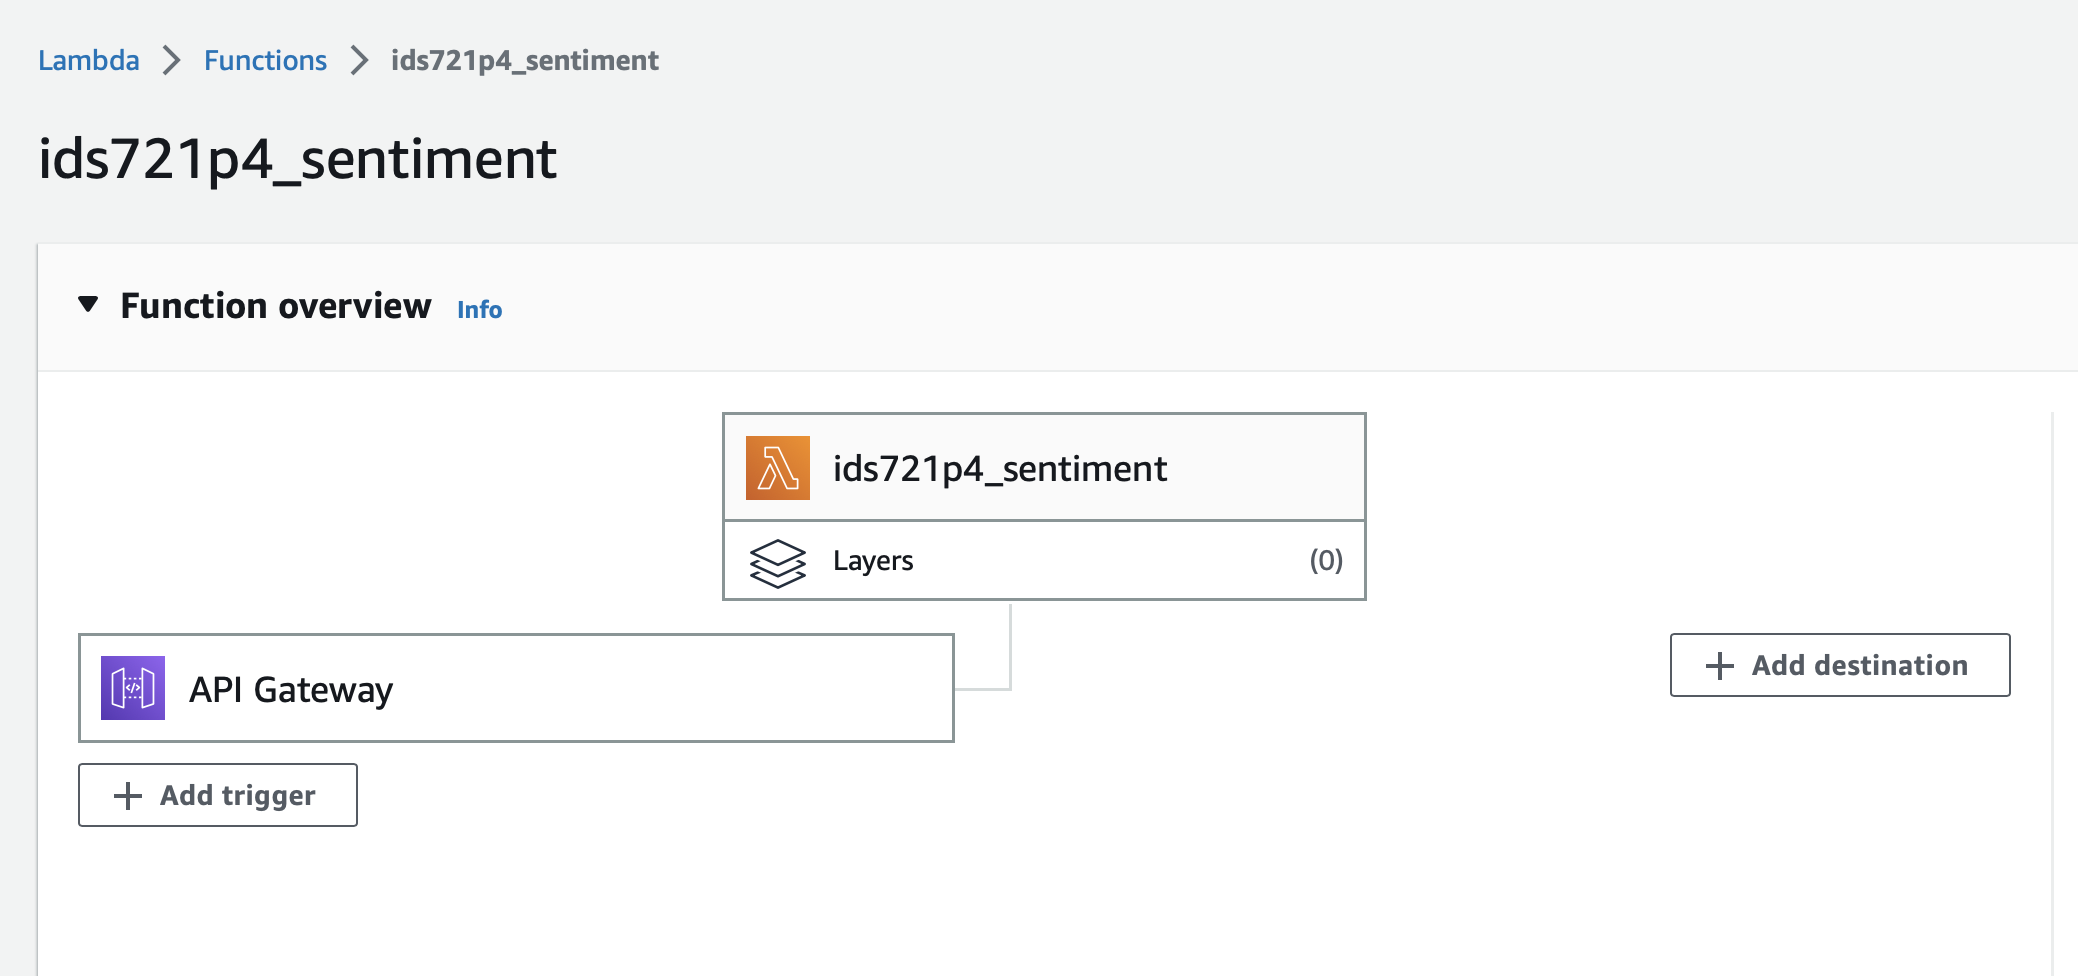 Lambda > Functions > ids721p4_sentiment
ids721p4_sentiment
Function overview Info
ids721p4_sentiment
Layers (0)
API Gateway
+ Add destination
+ Add trigger